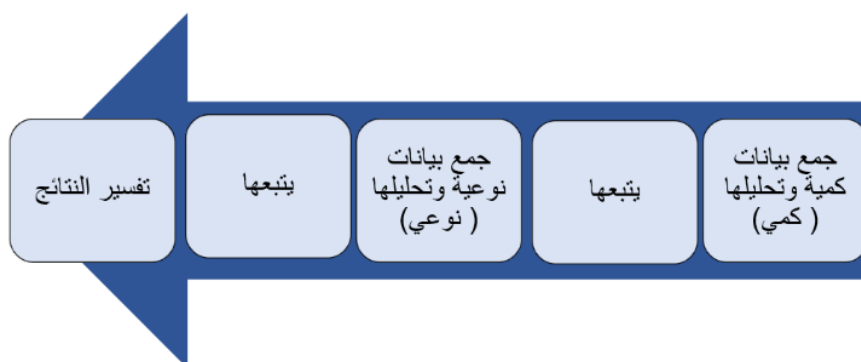 جمع بيانات
كمية وتحليلها
( كمي)
يتبعها
جمع بيانات
نوعية وتحليلها
( نوعي)
يتبعها
تفسير النتائج